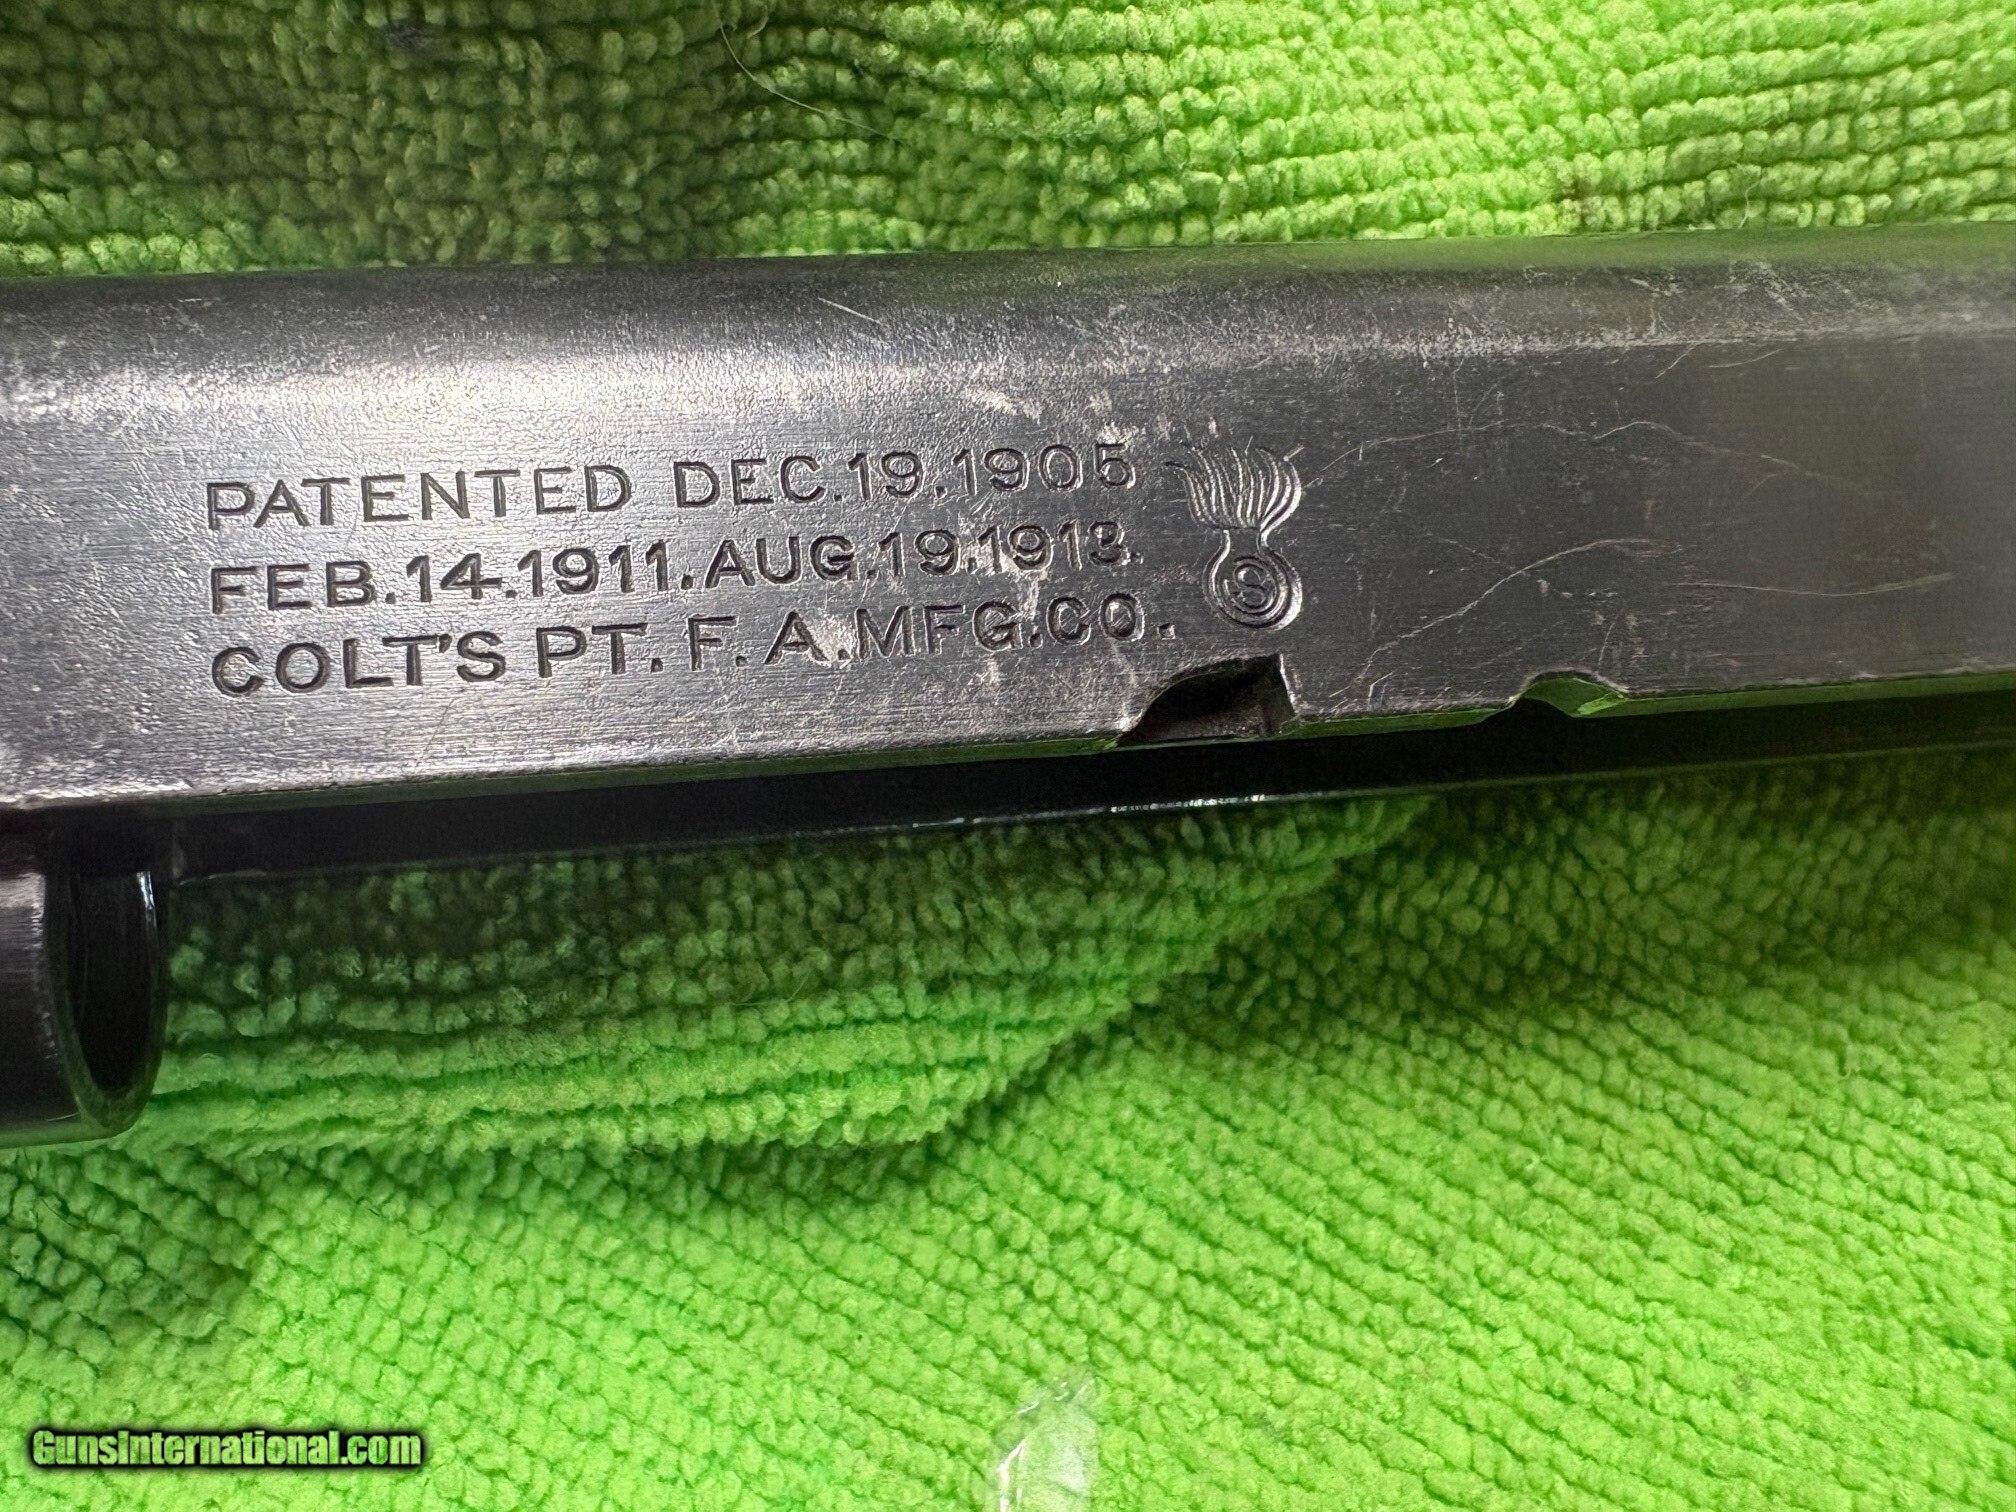 PATENTED DEC.19.1905
FEB.14.1911.AUG.19.1913.
COLT'S PT. F. A. MFG.CO.
S
GunsInternational.com